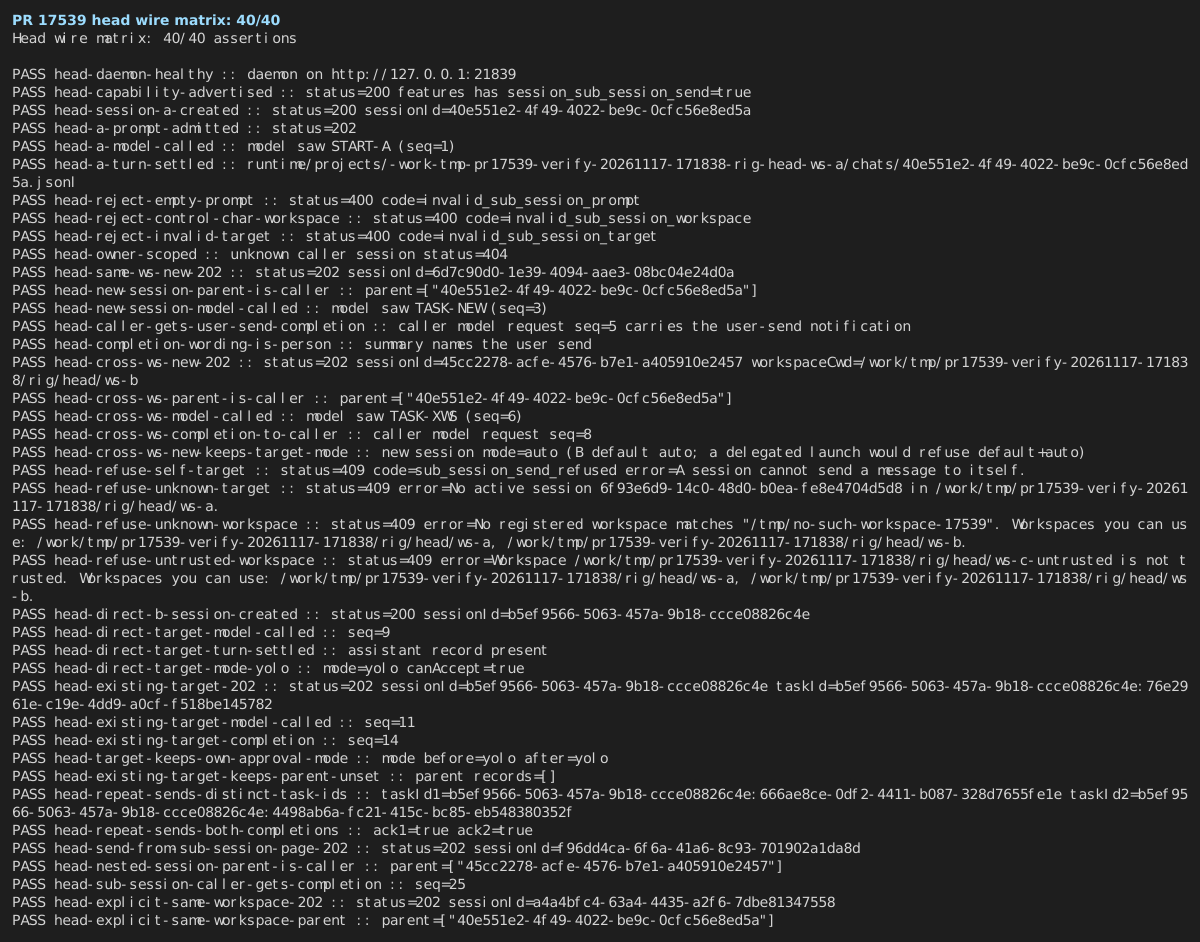 PR 17539 head wire matrix: 40/40
Head wire matrix: 40/40 assertions
PASS head-daemon-healthy :: daemon on http://127.0.0.1:21839
PASS head-capability-advertised :: status=200 features has session_sub_session_send=true
PASS head-session-a-created :: status=200 sessionId=40e551e2-4f49-4022-be9c-0cfc56e8ed5a
PASS head-a-prompt-admitted :: status=202
PASS head-a-model-called :: model saw START-A (seq=1)
PASS head-a-turn-settled :: runtime/projects/-work-tmp-pr17539-verify-20261117-171838-rig-head-ws-a/chats/40e551e2-4f49-4022-be9c-0cfc56e8ed
5a.jsonl
PASS head-reject-empty-prompt :: status=400 code=invalid_sub_session_prompt
PASS head-reject-control-char-workspace :: status=400 code=invalid_sub_session_workspace
PASS head-reject-invalid-target :: status=400 code=invalid_sub_session_target
PASS head-owner-scoped :: unknown caller session status=404
PASS head-same-ws-new-202 :: status=202 sessionId=6d7c90d0-1e39-4094-aae3-08bc04e24d0a
PASS head-new-session-parent-is-caller :: parent=["40e551e2-4f49-4022-be9c-0cfc56e8ed5a"]
PASS head-new-session-model-called :: model saw TASK-NEW (seq=3)
PASS head-caller-gets-user-send-completion :: caller model request seq=5 carries the user-send notification
PASS head-completion-wording-is-person :: summary names the user send
PASS head-cross-ws-new-202 :: status=202 sessionId=45cc2278-acfe-4576-b7e1-a405910e2457 workspaceCwd=/work/tmp/pr17539-verify-20261117-17183
8/rig/head/ws-b
PASS head-cross-ws-parent-is-caller :: parent=["40e551e2-4f49-4022-be9c-0cfc56e8ed5a"]
PASS head-cross-ws-model-called :: model saw TASK-XWS (seq=6)
PASS head-cross-ws-completion-to-caller :: caller model request seq=8
PASS head-cross-ws-new-keeps-target-mode :: new session mode=auto (B default auto; a delegated launch would refuse default→auto)
PASS head-refuse-self-target :: status=409 code=sub_session_send_refused error=A session cannot send a message to itself.
PASS head-refuse-unknown-target :: status=409 error=No active session 6f93e6d9-14c0-48d0-b0ea-fe8e4704d5d8 in /work/tmp/pr17539-verify-20261
117-171838/rig/head/ws-a.
PASS head-refuse-unknown-workspace :: status=409 error=No registered workspace matches "/tmp/no-such-workspace-17539". Workspaces you can us
e: /work/tmp/pr17539-verify-20261117-171838/rig/head/ws-a, /work/tmp/pr17539-verify-20261117-171838/rig/head/ws-b.
PASS head-refuse-untrusted-workspace :: status=409 error=Workspace /work/tmp/pr17539-verify-20261117-171838/rig/head/ws-c-untrusted is not t
rusted. Workspaces you can use: /work/tmp/pr17539-verify-20261117-171838/rig/head/ws-a, /work/tmp/pr17539-verify-20261117-171838/rig/head/ws
-b.
PASS head-direct-b-session-created :: status=200 sessionId=b5ef9566-5063-457a-9b18-ccce08826c4e
PASS head-direct-target-model-called :: seq=9
PASS head-direct-target-turn-settled :: assistant record present
PASS head-direct-target-mode-yolo :: mode=yolo canAccept=true
PASS head-existing-target-202 :: status=202 sessionId=b5ef9566-5063-457a-9b18-ccce08826c4e taskId=b5ef9566-5063-457a-9b18-ccce08826c4e:76e29
61e-c19e-4dd9-a0cf-f518be145782
PASS head-existing-target-model-called :: seq=11
PASS head-existing-target-completion :: seq=14
PASS head-target-keeps-own-approval-mode :: mode before=yolo after=yolo
PASS head-existing-target-keeps-parent-unset :: parent records=[]
PASS head-repeat-sends-distinct-task-ids :: taskId1=b5ef9566-5063-457a-9b18-ccce08826c4e:666ae8ce-0df2-4411-b087-328d7655fe1e taskId2=b5ef95
66-5063-457a-9b18-ccce08826c4e:4498ab6a-fc21-415c-bc85-eb548380352f
PASS head-repeat-sends-both-completions :: ack1=true ack2=true
PASS head-send-from-sub-session-page-202 :: status=202 sessionId=f96dd4ca-6f6a-41a6-8c93-701902a1da8d
PASS head-nested-session-parent-is-caller :: parent=["45cc2278-acfe-4576-b7e1-a405910e2457"]
PASS head-sub-session-caller-gets-completion :: seq=25
PASS head-explicit-same-workspace-202 :: status=202 sessionId=a4a4bfc4-63a4-4435-a2f6-7dbe81347558
PASS head-explicit-same-workspace-parent :: parent=["40e551e2-4f49-4022-be9c-0cfc56e8ed5a"]